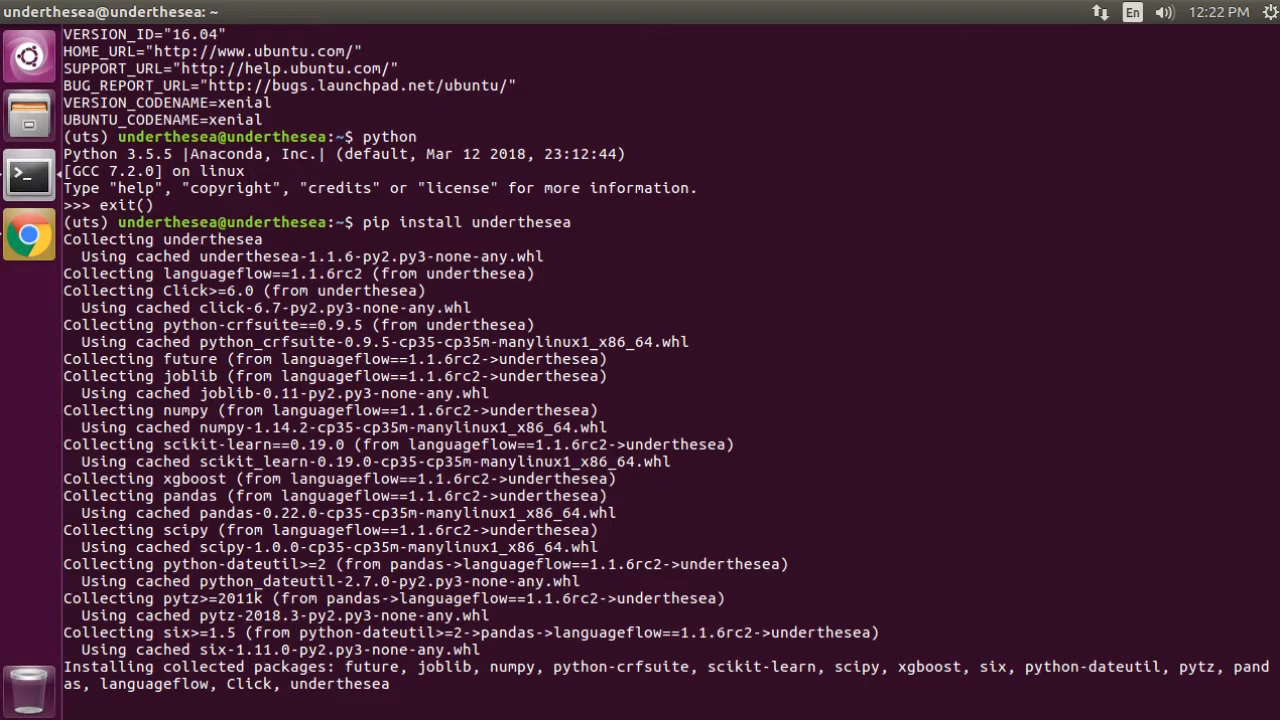 underthesea@underthesea: ~
En
12:22 PM
VERSION_ID="16.04"
HOME_URL="http://www.ubuntu.com/"
SUPPORT_URL="http://help.ubuntu.com/"
BUG_REPORT_URL="http://bugs.launchpad.net/ubuntu/"
VERSION_CODENAME=xenial
UBUNTU_CODENAME=xenial
(uts) underthesea@underthesea:~$ python
Python 3.5.5 |Anaconda, Inc.| (default, Mar 12 2018, 23:12:44)
[GCC 7.2.0] on linux
Type "help", "copyright", "credits" or "license" for more information.
>>> exit()
(uts) underthesea@underthesea:~$ pip install underthesea
Collecting underthesea
  Using cached underthesea-1.1.6-py2.py3-none-any.whl
Collecting languageflow==1.1.6rc2 (from underthesea)
Collecting Click>=6.0 (from underthesea)
  Using cached click-6.7-py2.py3-none-any.whl
Collecting python-crfsuite==0.9.5 (from underthesea)
  Using cached python_crfsuite-0.9.5-cp35-cp35m-manylinux1_x86_64.whl
Collecting future (from languageflow==1.1.6rc2->underthesea)
Collecting joblib (from languageflow==1.1.6rc2->underthesea)
  Using cached joblib-0.11-py2.py3-none-any.whl
Collecting numpy (from languageflow==1.1.6rc2->underthesea)
  Using cached numpy-1.14.2-cp35-cp35m-manylinux1_x86_64.whl
Collecting scikit-learn==0.19.0 (from languageflow==1.1.6rc2->underthesea)
  Using cached scikit_learn-0.19.0-cp35-cp35m-manylinux1_x86_64.whl
Collecting xgboost (from languageflow==1.1.6rc2->underthesea)
Collecting pandas (from languageflow==1.1.6rc2->underthesea)
  Using cached pandas-0.22.0-cp35-cp35m-manylinux1_x86_64.whl
Collecting scipy (from languageflow==1.1.6rc2->underthesea)
  Using cached scipy-1.0.0-cp35-cp35m-manylinux1_x86_64.whl
Collecting python-dateutil>=2 (from pandas->languageflow==1.1.6rc2->underthesea)
  Using cached python_dateutil-2.7.0-py2.py3-none-any.whl
Collecting pytz>=2011k (from pandas->languageflow==1.1.6rc2->underthesea)
  Using cached pytz-2018.3-py2.py3-none-any.whl
Collecting six>=1.5 (from python-dateutil>=2->pandas->languageflow==1.1.6rc2->underthesea)
  Using cached six-1.11.0-py2.py3-none-any.whl
Installing collected packages: future, joblib, numpy, python-crfsuite, scikit-learn, scipy, xgboost, six, python-dateutil, pytz, pand
as, languageflow, Click, underthesea